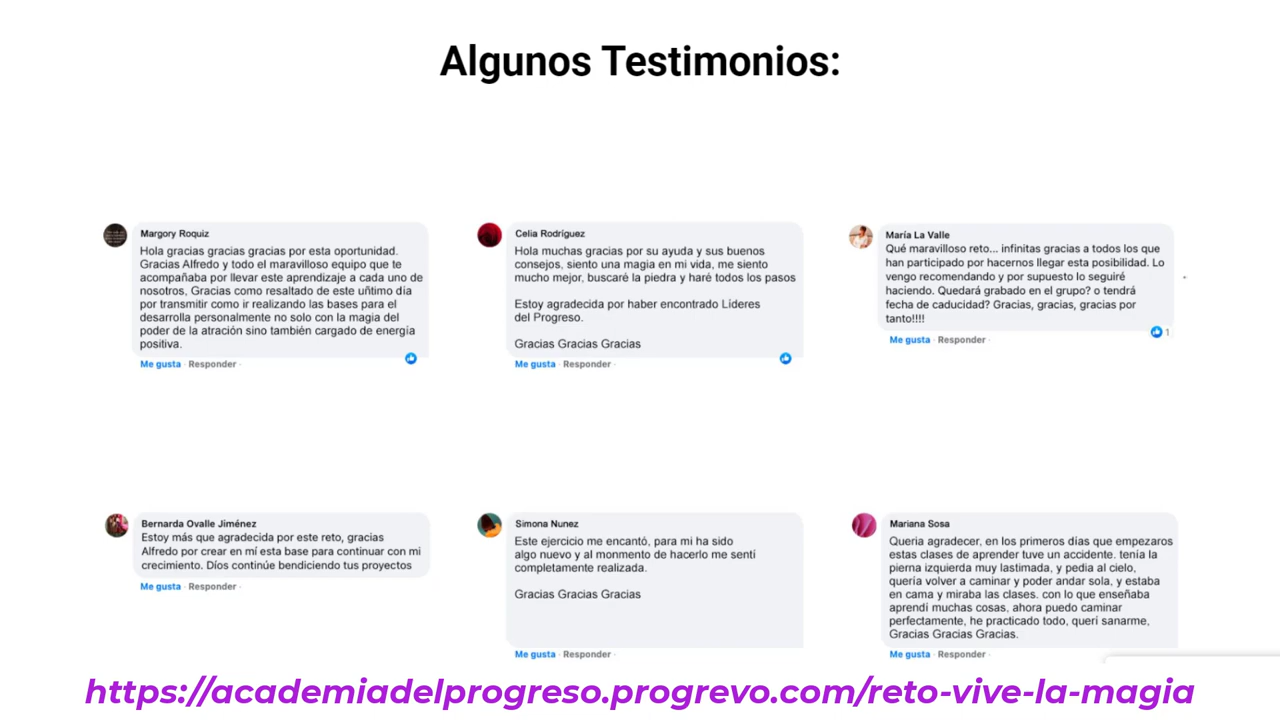 Algunos Testimonios:
Margory Roquiz
Hola gracias gracias gracias por esta oportunidad.
Gracias Alfredo y todo el maravilloso equipo que te
acompañaba por llevar este aprendizaje a cada uno de
nosotros, Gracias como resaltado de este uñtimo día
por transmitir como ir realizando las bases para el
desarrolla personalmente no solo con la magia del
poder de la atración sino también cargado de energía
positiva.
Me gusta · Responder ·
Celia Rodríguez
Hola muchas gracias por su ayuda y sus buenos
consejos, siento una magia en mi vida, me siento
mucho mejor, buscaré la piedra y haré todos los pasos
Estoy agradecida por haber encontrado Líderes
del Progreso.
Gracias Gracias Gracias
Me gusta · Responder ·
María La Valle
Qué maravilloso reto... infinitas gracias a todos los que
han participado por hacernos llegar esta posibilidad. Lo
vengo recomendando y por supuesto lo seguiré
haciendo. Quedará grabado en el grupo? o tendrá
fecha de caducidad? Gracias, gracias, gracias por
tanto!!!!
1
Me gusta · Responder ·
Bernarda Ovalle Jiménez
Estoy más que agradecida por este reto, gracias
Alfredo por crear en mí esta base para continuar con mi
crecimiento. Díos continúe bendiciendo tus proyectos
Me gusta · Responder ·
Simona Nunez
Este ejercicio me encantó, para mi ha sido
algo nuevo y al monmento de hacerlo me sentí
completamente realizada.
Gracias Gracias Gracias
Me gusta · Responder ·
Mariana Sosa
Queria agradecer, en los primeros días que empezaros
estas clases de aprender tuve un accidente. tenía la
pierna izquierda muy lastimada, y pedia al cielo,
quería volver a caminar y poder andar sola, y estaba
en cama y miraba las clases. con lo que enseñaba
aprendí muchas cosas, ahora puedo caminar
perfectamente, he practicado todo, querí sanarme,
Gracias Gracias Gracias.
Me gusta · Responder ·
https://academiadelprogreso.progrevo.com/reto-vive-la-magia